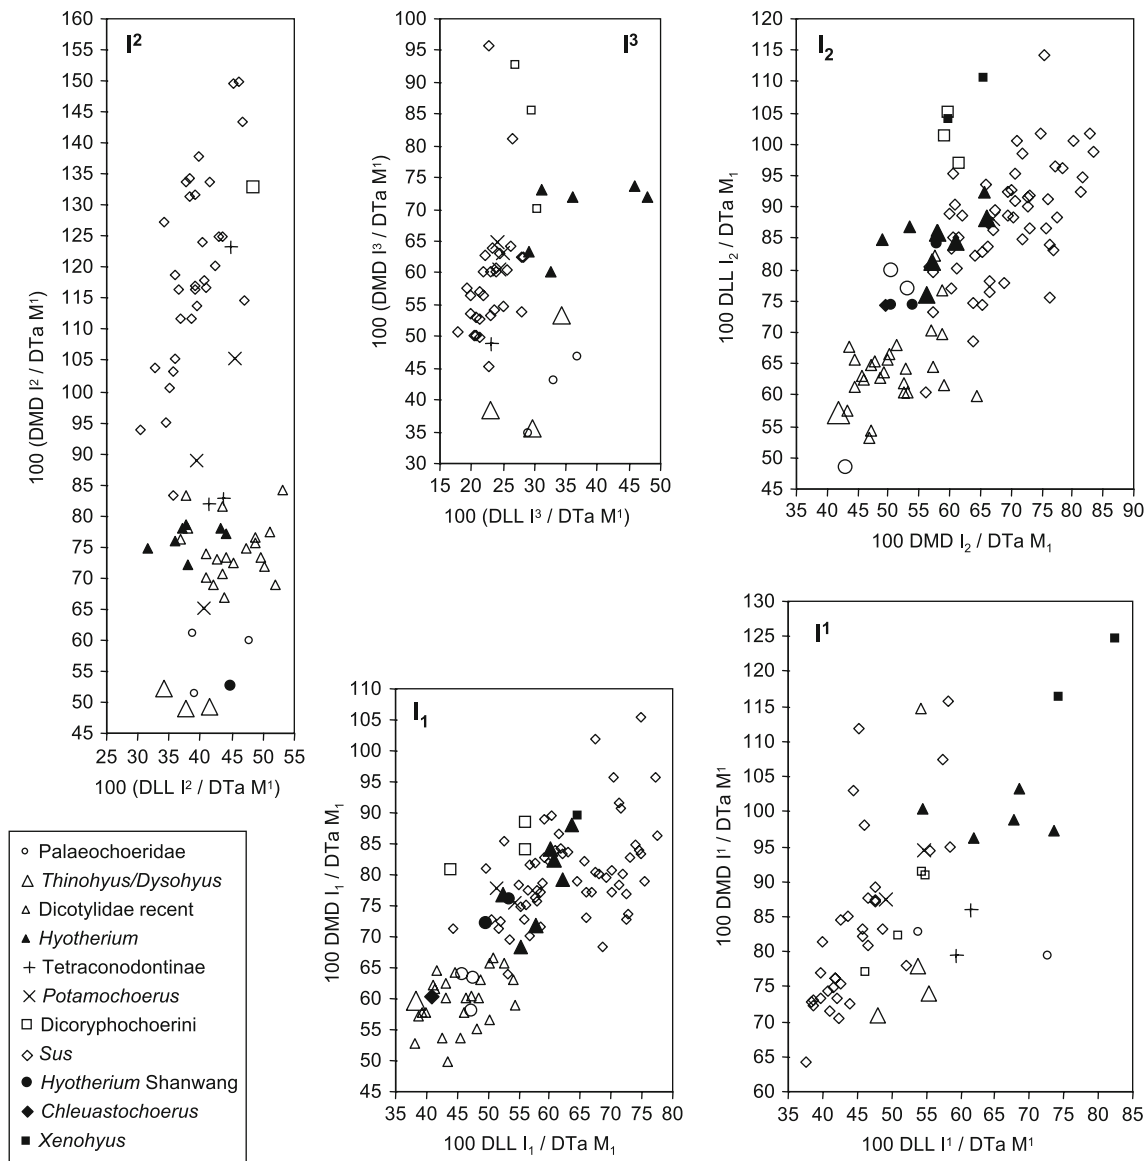 I²
100 (DMD I² / DTa M¹)
160
155
150
145
140
135
130
125
120
115
110
105
100
95
90
85
80
75
70
65
60
55
50
45
25 30 35 40 45 50 55
100 (DLL I² / DTa M¹)
I³
100 (DMD I³ / DTa M¹)
100
95
90
85
80
75
70
65
60
55
50
45
40
35
30
15 20 25 30 35 40 45 50
100 (DLL I³ / DTa M¹)
I₂
100 DLL I₂ / DTa M₁
120
115
110
105
100
95
90
85
80
75
70
65
60
55
50
45
35 40 45 50 55 60 65 70 75 80 85 90
100 DMD I₂ / DTa M₁
I₁
100 DMD I₁ / DTa M₁
110
105
100
95
90
85
80
75
70
65
60
55
50
45
35 40 45 50 55 60 65 70 75 80
100 DLL I₁ / DTa M₁
I¹
100 DMD I¹ / DTa M¹
130
125
120
115
110
105
100
95
90
85
80
75
70
65
60
35 40 45 50 55 60 65 70 75 80 85
100 DLL I¹ / DTa M¹
Palaeochoeridae
Thinohyus/Dysohyus
Dicotylidae recent
Hyotherium
Tetraconodontinae
Potamochoerus
Dicoryphochoerini
Sus
Hyotherium Shanwang
Chleuastochoerus
Xenohyus